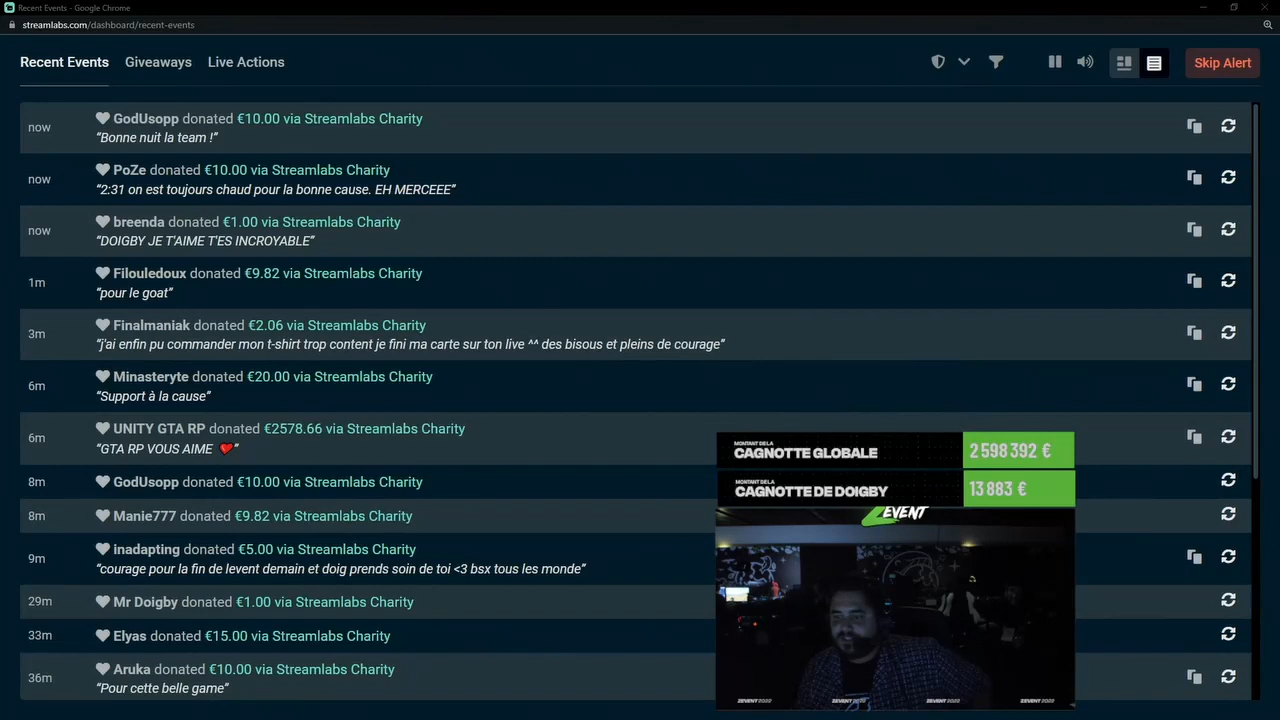 Recent Events - Google Chrome
streamlabs.com/dashboard/recent-events
Recent Events Giveaways Live Actions Skip Alert
now GodUsopp donated €10.00 via Streamlabs Charity
“Bonne nuit la team !”
now PoZe donated €10.00 via Streamlabs Charity
“2:31 on est toujours chaud pour la bonne cause. EH MERCEEE”
now breenda donated €1.00 via Streamlabs Charity
“DOIGBY JE T'AIME T'ES INCROYABLE”
1m Filouledoux donated €9.82 via Streamlabs Charity
“pour le goat”
3m Finalmaniak donated €2.06 via Streamlabs Charity
“j'ai enfin pu commander mon t-shirt trop content je fini ma carte sur ton live ^^ des bisous et pleins de courage”
6m Minasteryte donated €20.00 via Streamlabs Charity
“Support à la cause”
6m UNITY GTA RP donated €2578.66 via Streamlabs Charity
“GTA RP VOUS AIME ❤️”
8m GodUsopp donated €10.00 via Streamlabs Charity
8m Manie777 donated €9.82 via Streamlabs Charity
9m inadapting donated €5.00 via Streamlabs Charity
“courage pour la fin de levent demain et doig prends soin de toi <3 bsx tous les monde”
29m Mr Doigby donated €1.00 via Streamlabs Charity
33m Elyas donated €15.00 via Streamlabs Charity
36m Aruka donated €10.00 via Streamlabs Charity
“Pour cette belle game”
MONTANT DE LA
CAGNOTTE GLOBALE 2 598 392 €
MONTANT DE LA
CAGNOTTE DE DOIGBY 13 883 €
ZEVENT
ZEVENT 2022 ZEVENT 2022 ZEVENT 2022 ZEVENT 2022